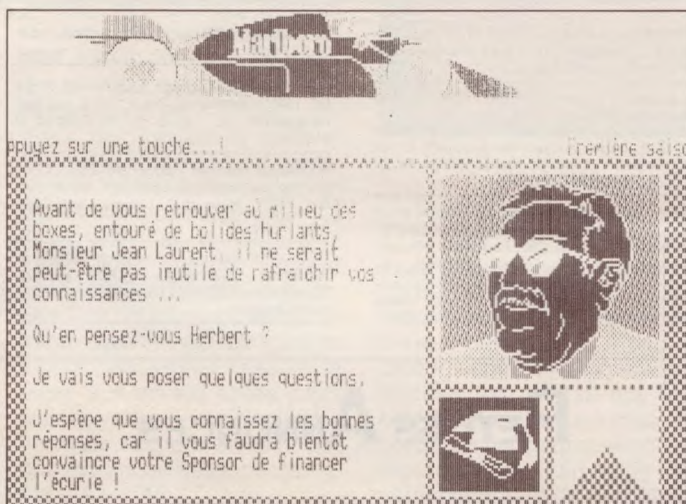 Marlboro
ppuyez sur une touche...!
Première saiso
Avant de vous retrouver au milieu des
boxes, entouré de bolides hurlants,
Monsieur Jean Laurent, il ne serait
peut-être pas inutile de rafraichir vos
connaissances ...
Qu'en pensez-vous Herbert ?
Je vais vous poser quelques questions.
J'espère que vous connaissez les bonnes
réponses, car il vous faudra bientôt
convaincre votre Sponsor de financer
l'écurie !